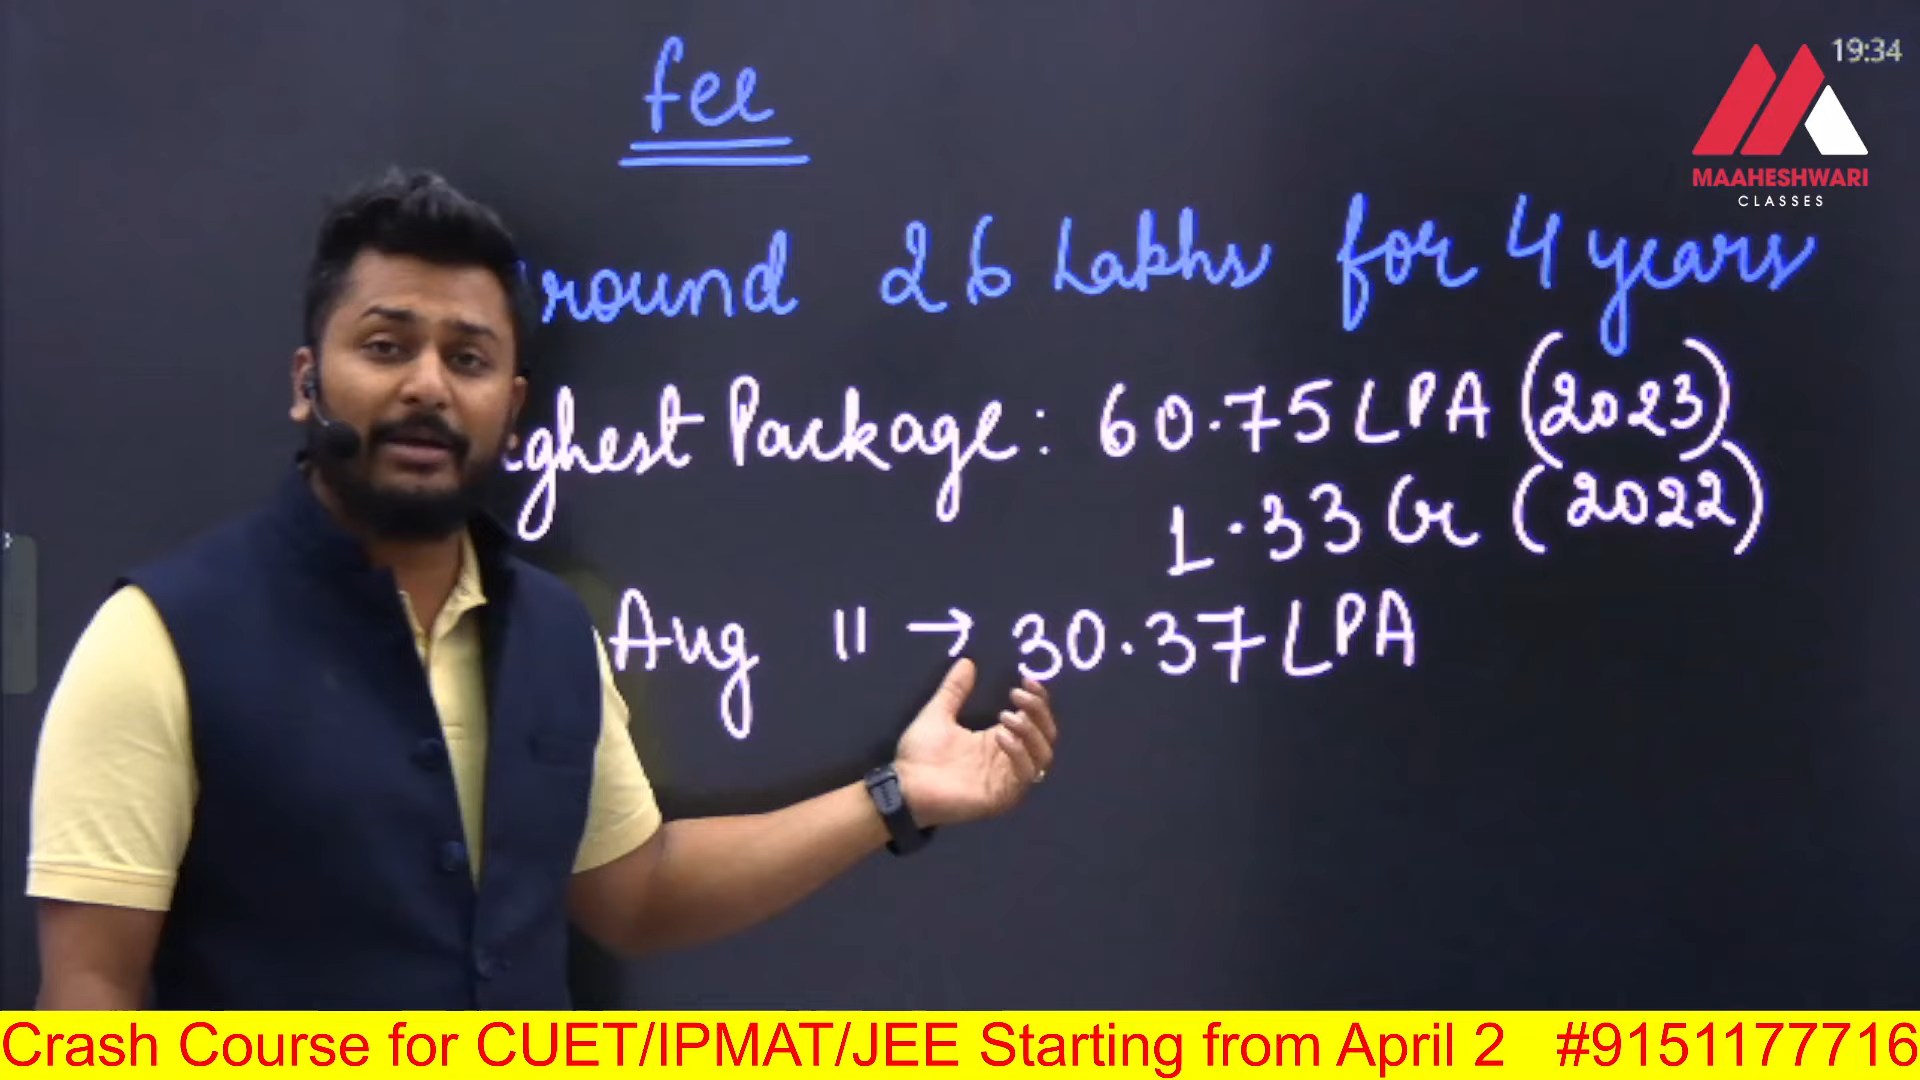 19:34
MAAHESHWARI
CLASSES
fee
round 26 Lakhs for 4 years
ghest Package: 60.75 LPA (2023)
1.33 Cr (2022)
Avg 11 → 30.37 LPA
Crash Course for CUET/IPMAT/JEE Starting from April 2 #9151177716